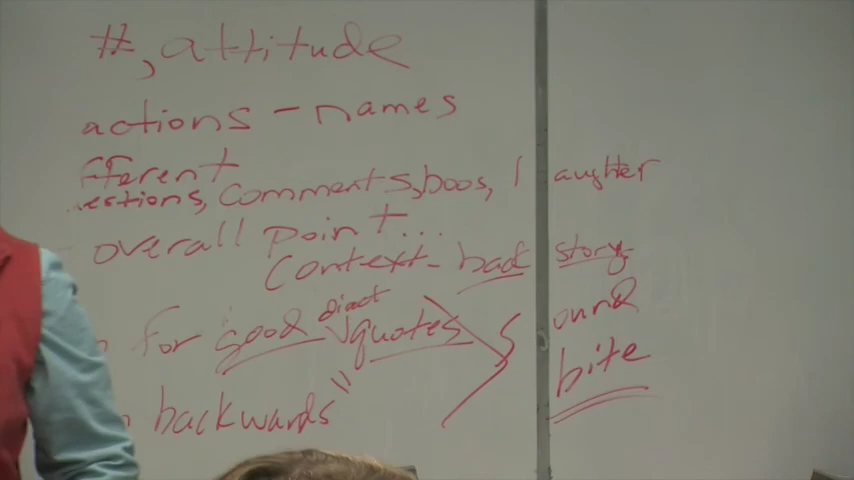 #, attitude
actions - names
fferent
estions, comments, boos, laughter
overall point...
context - back story
for good direct quotes sound
backwards" bite